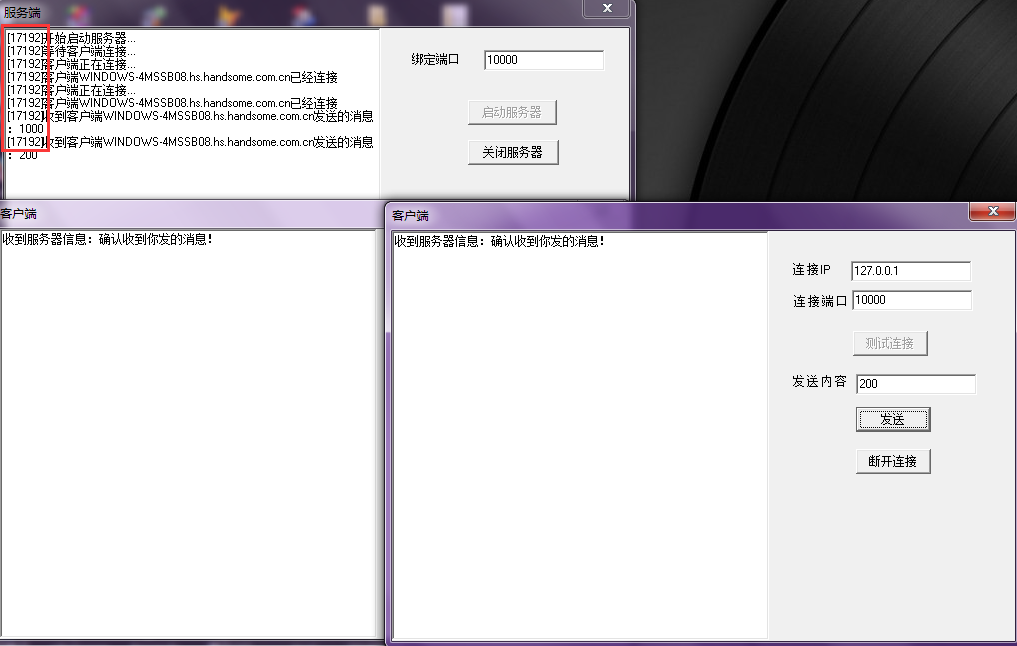 服务端
[17192]开始启动服务器...
[17192]等待客户端连接...
[17192]客户端正在连接...
[17192]客户端WINDOWS-4MSSB08.hs.handsome.com.cn已经连接
[17192]客户端正在连接...
[17192]客户端WINDOWS-4MSSB08.hs.handsome.com.cn已经连接
[17192]收到客户端WINDOWS-4MSSB08.hs.handsome.com.cn发送的消息
：1000
[17192]收到客户端WINDOWS-4MSSB08.hs.handsome.com.cn发送的消息
：200
绑定端口 10000
启动服务器
关闭服务器
客户端
收到服务器信息：确认收到你发的消息！
客户端
收到服务器信息：确认收到你发的消息！
连接IP 127.0.0.1
连接端口 10000
测试连接
发送内容 200
发送
断开连接